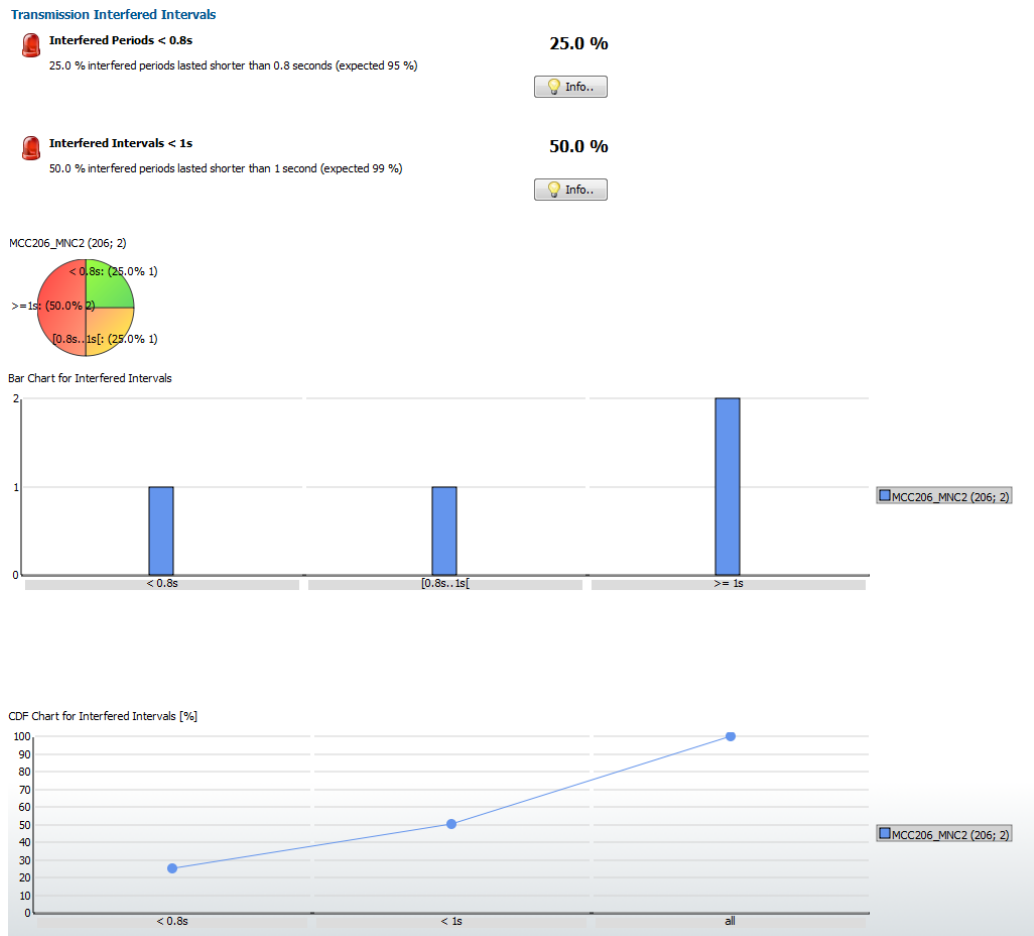 Transmission Interfered Intervals
Interfered Periods < 0.8s
25.0 %
25.0 % interfered periods lasted shorter than 0.8 seconds (expected 95 %)
Info..
Interfered Intervals < 1s
50.0 %
50.0 % interfered periods lasted shorter than 1 second (expected 99 %)
Info..
MCC206_MNC2 (206; 2)
< 0.8s: (25.0% 1)
>=1s: (50.0% 2)
[0.8s..1s[: (25.0% 1)
Bar Chart for Interfered Intervals
2
1
0
< 0.8s
[0.8s..1s[
>= 1s
MCC206_MNC2 (206; 2)
CDF Chart for Interfered Intervals [%]
100
90
80
70
60
50
40
30
20
10
0
< 0.8s
< 1s
all
MCC206_MNC2 (206; 2)